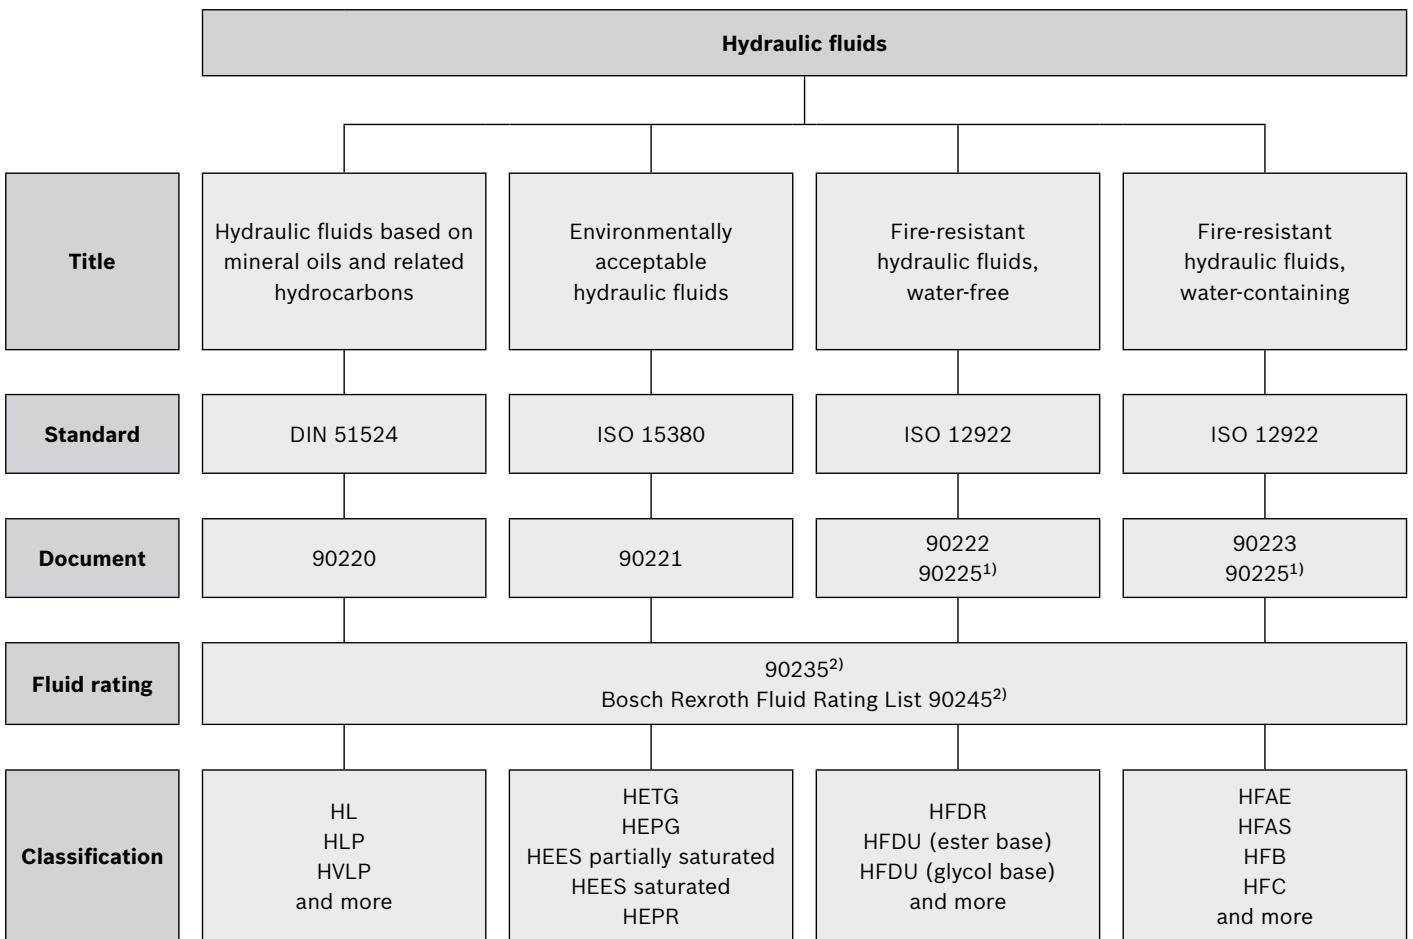 Hydraulic fluids
Title
Hydraulic fluids based on
mineral oils and related
hydrocarbons
Environmentally
acceptable
hydraulic fluids
Fire-resistant
hydraulic fluids,
water-free
Fire-resistant
hydraulic fluids,
water-containing
Standard
DIN 51524
ISO 15380
ISO 12922
ISO 12922
Document
90220
90221
90222
90225¹⁾
90223
90225¹⁾
Fluid rating
90235²⁾
Bosch Rexroth Fluid Rating List 90245²⁾
Classification
HL
HLP
HVLP
and more
HETG
HEPG
HEES partially saturated
HEES saturated
HEPR
HFDR
HFDU (ester base)
HFDU (glycol base)
and more
HFAE
HFAS
HFB
HFC
and more